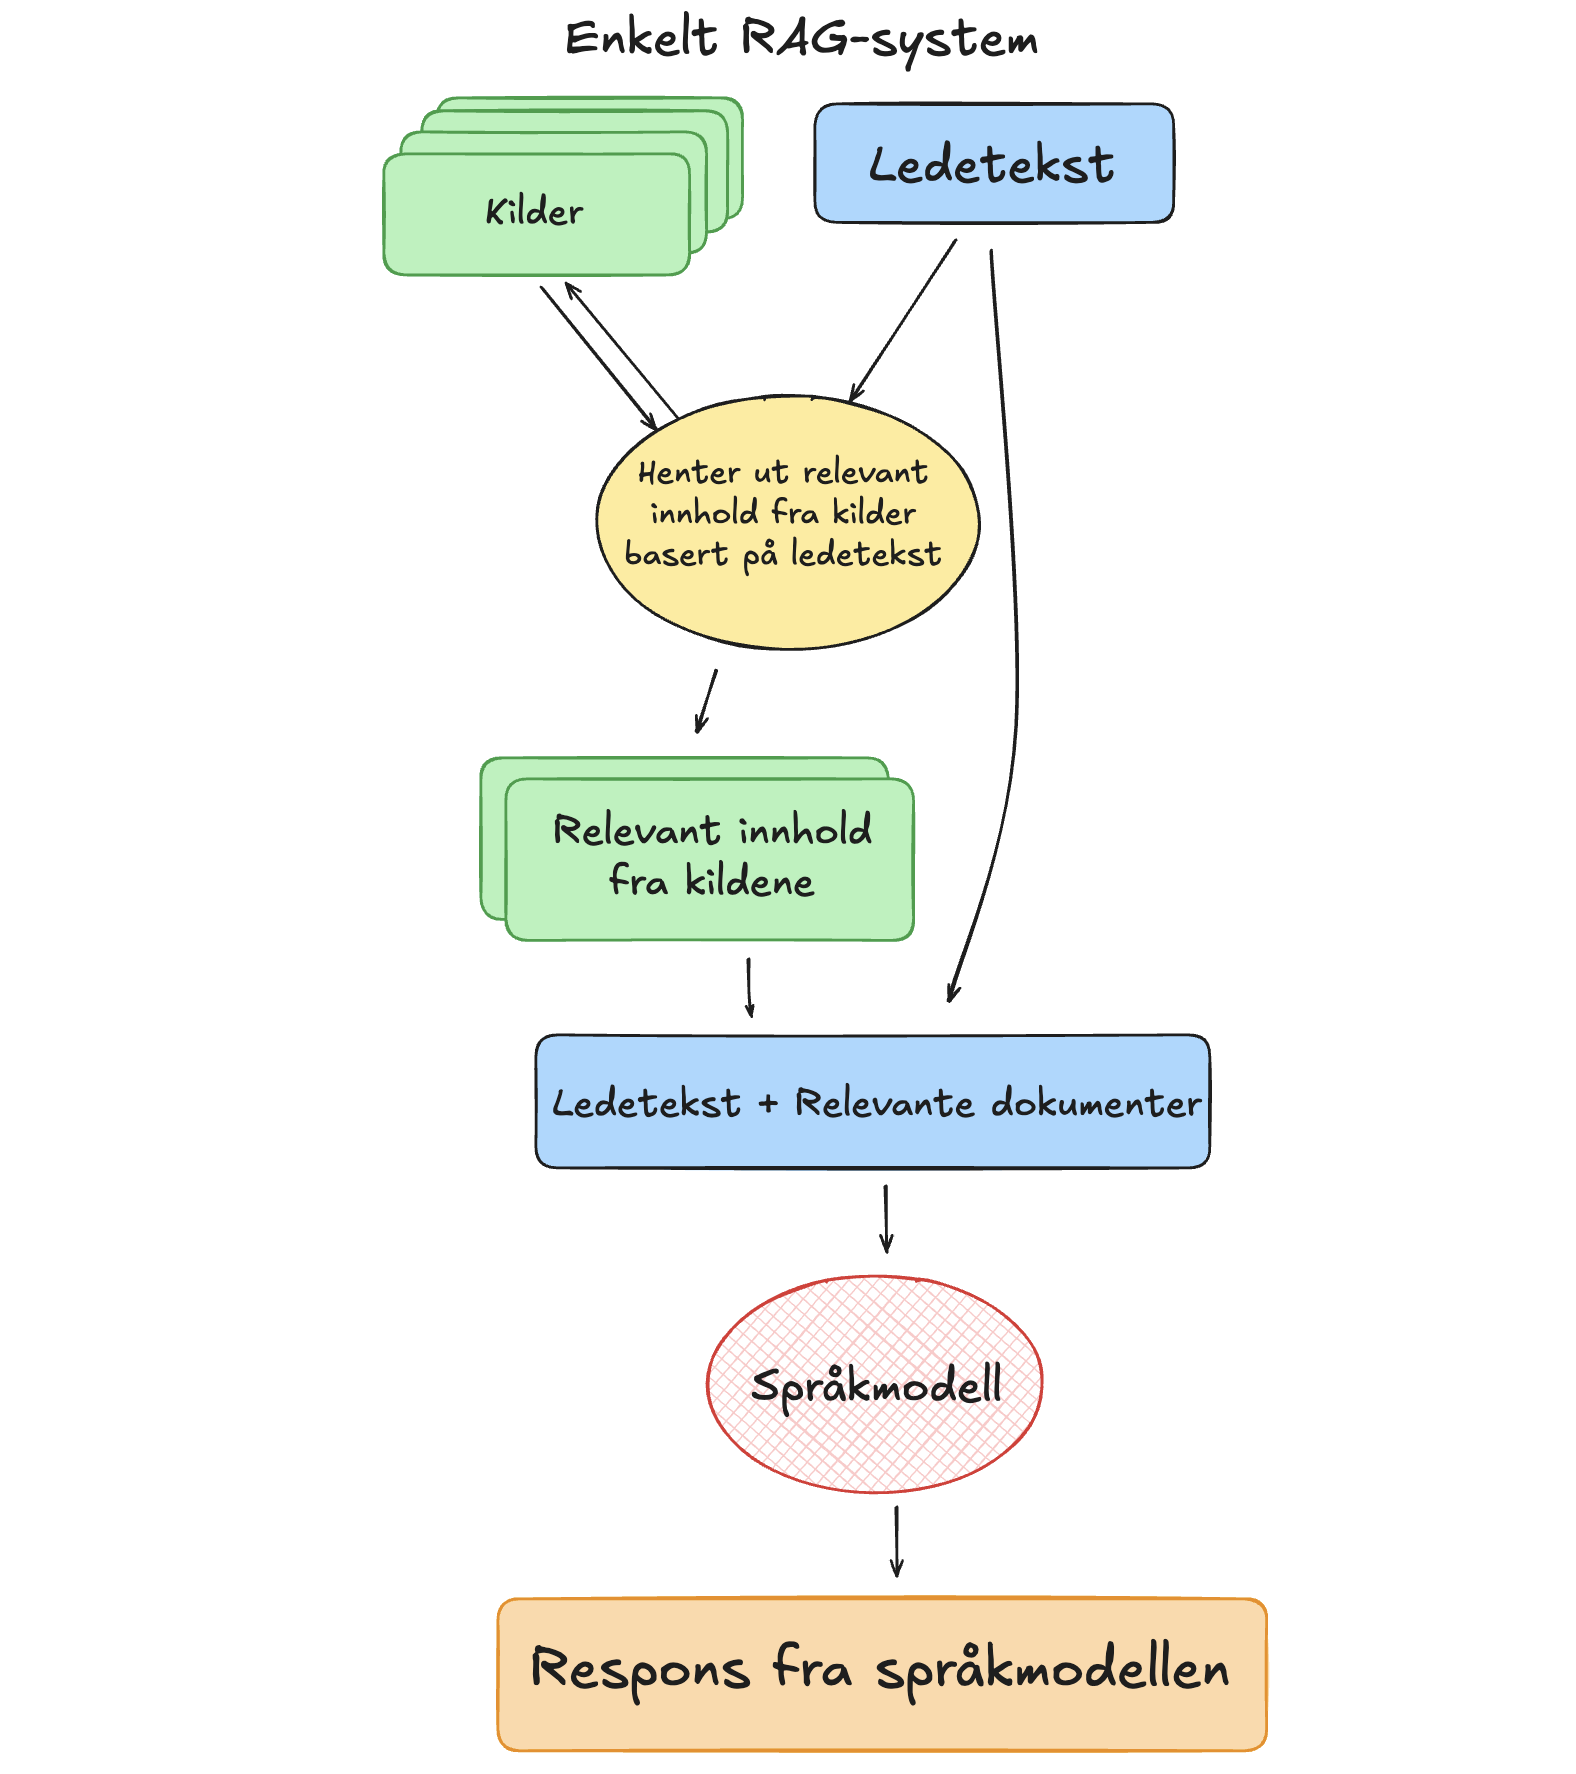 Enkelt RAG-system
Kilder
Ledetekst
Henter ut relevant
innhold fra kilder
basert på ledetekst
Relevant innhold
fra kildene
Ledetekst + Relevante dokumenter
Språkmodell
Respons fra språkmodellen